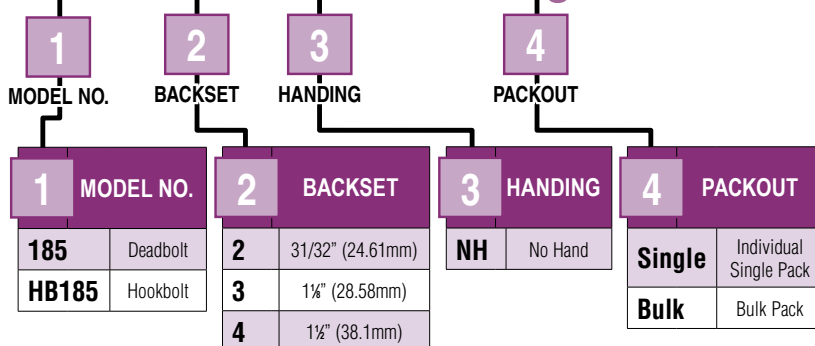 1 2 3 4
MODEL NO. BACKSET HANDING PACKOUT
1 MODEL NO.
185 Deadbolt
HB185 Hookbolt
2 BACKSET
2 31/32” (24.61mm)
3 1⅛” (28.58mm)
4 1½” (38.1mm)
3 HANDING
NH No Hand
4 PACKOUT
Single Individual Single Pack
Bulk Bulk Pack